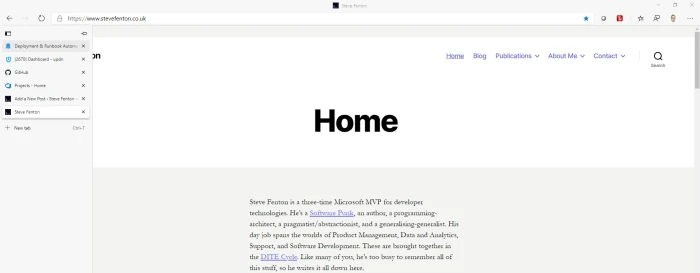 Steve Fenton
https://www.stevefenton.co.uk
Deployment & Runbook Autom
(2670) Dashboard - updn
GitHub
Projects - Home
Add a New Post - Steve Fenton
Steve Fenton
New tab
Ctrl+T
on
Home
Blog
Publications
About Me
Contact
Search
Home
Steve Fenton is a three-time Microsoft MVP for developer
technologies. He's a Software Punk, an author, a programming-
architect, a pragmatist/abstractionist, and a generalising-generalist. His
day job spans the worlds of Product Management, Data and Analytics,
Support, and Software Development. These are brought together in
the DITE Cycle. Like many of you, he's too busy to remember all of
this stuff, so he writes it all down here.